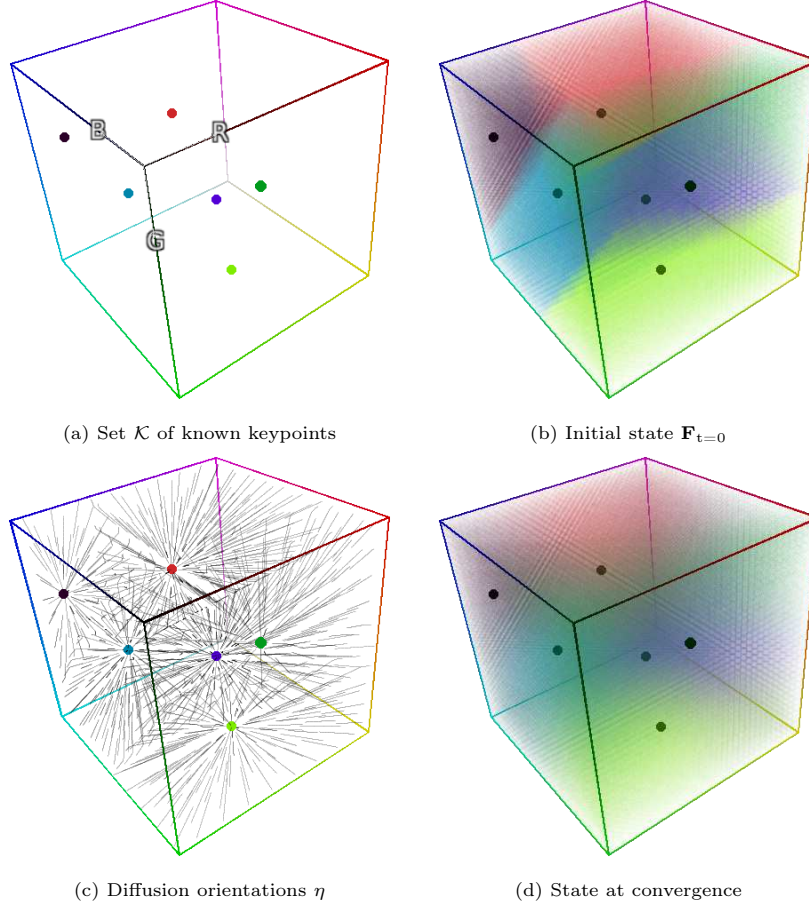 B
R
G
(a) Set 𝒦 of known keypoints
(b) Initial state F_{t=0}
(c) Diffusion orientations η
(d) State at convergence